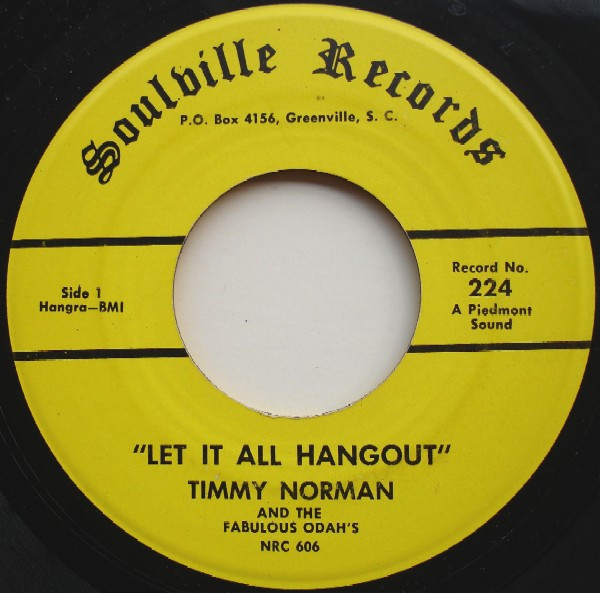 Soulville Records
P.O. Box 4156, Greenville, S. C.
Side 1
Hangra—BMI
Record No.
224
A Piedmont
Sound
"LET IT ALL HANGOUT"
TIMMY NORMAN
AND THE
FABULOUS ODAH'S
NRC 606